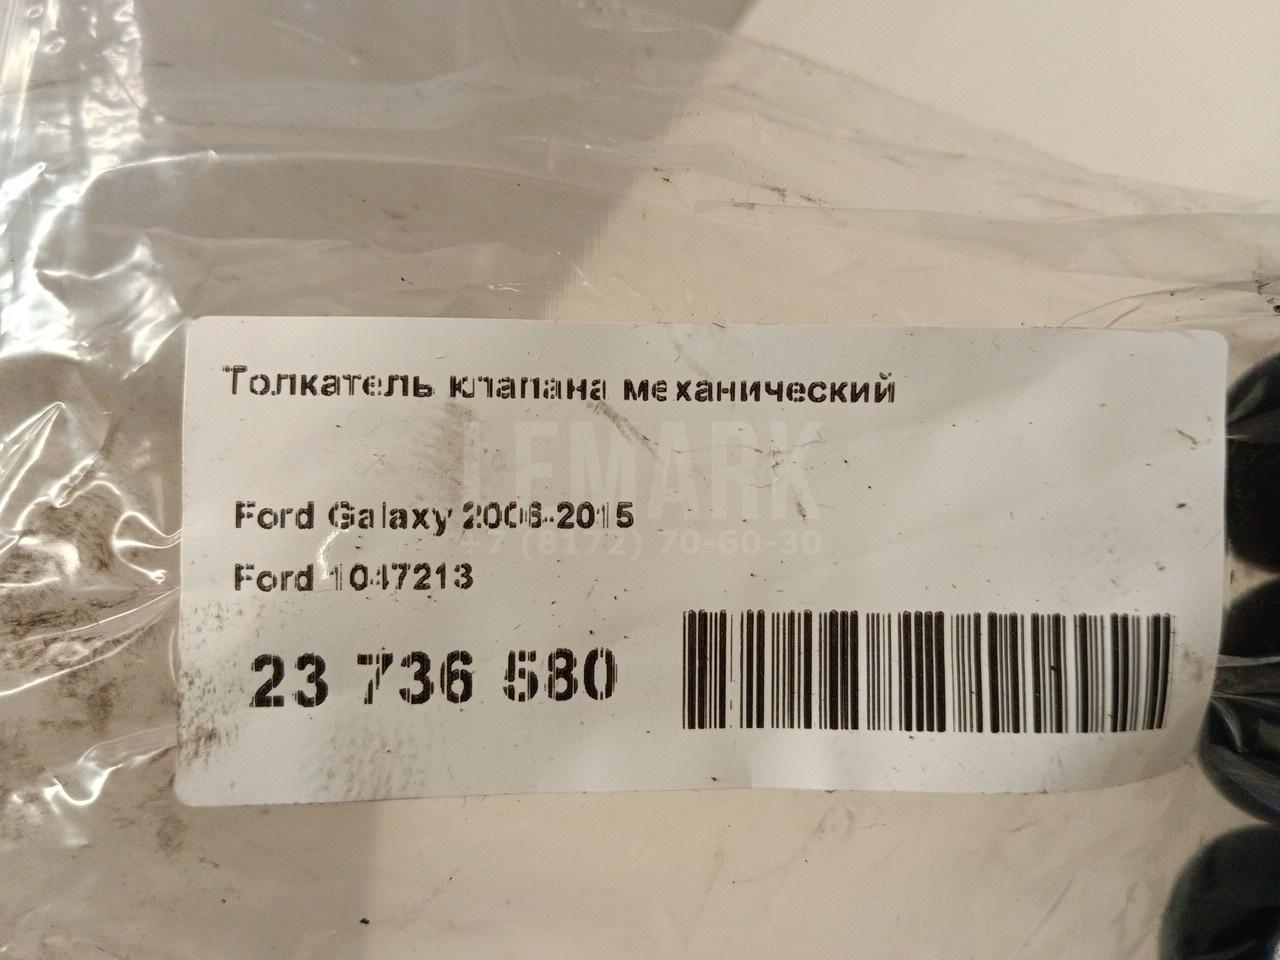 Толкатель клапана механический
LEMARK
Ford Galaxy 2006-2015
+7 (8172) 70-60-30
Ford 1047213
23 736 580